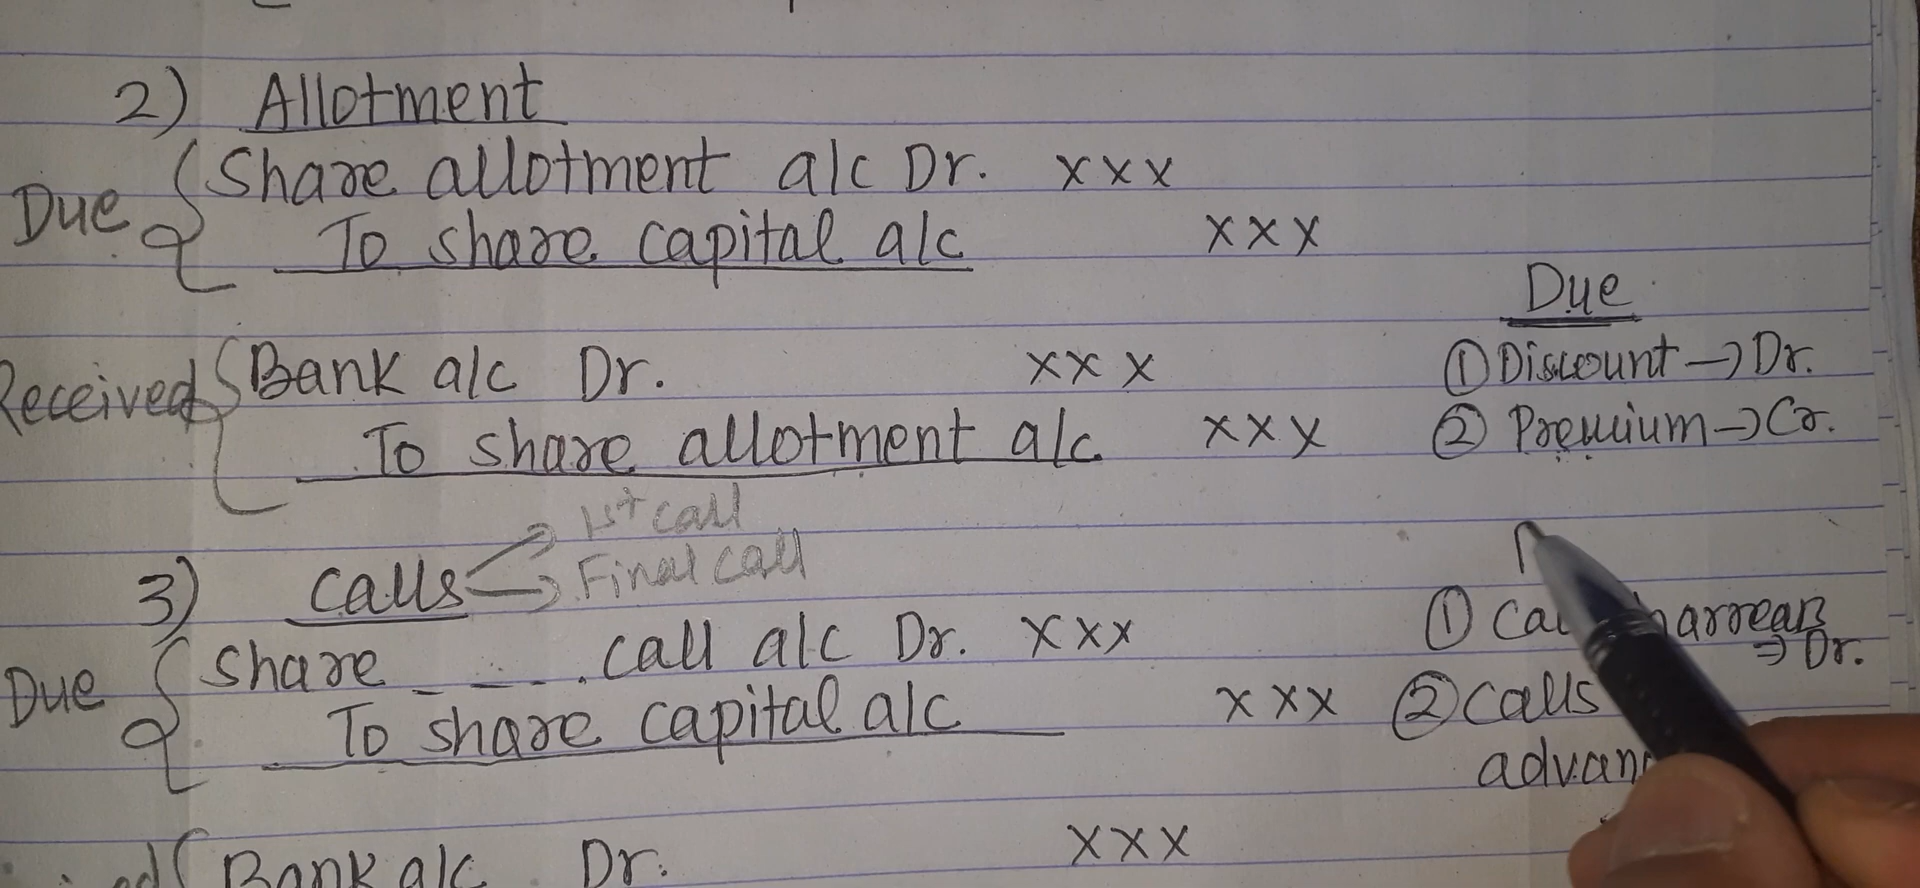 2) Allotment
Due { Share allotment a/c Dr. xxx
To share capital a/c xxx
Received { Bank a/c Dr. xxx
To share allotment a/c xxx
Due
① Discount → Dr.
② Premium → Cr.
3) Calls
1st call
Final call
Due { Share _ _ . . . call a/c Dr. xxx
To share capital a/c xxx
① arrears
⇒ Dr.
② Calls
Bank a/c Dr. xxx